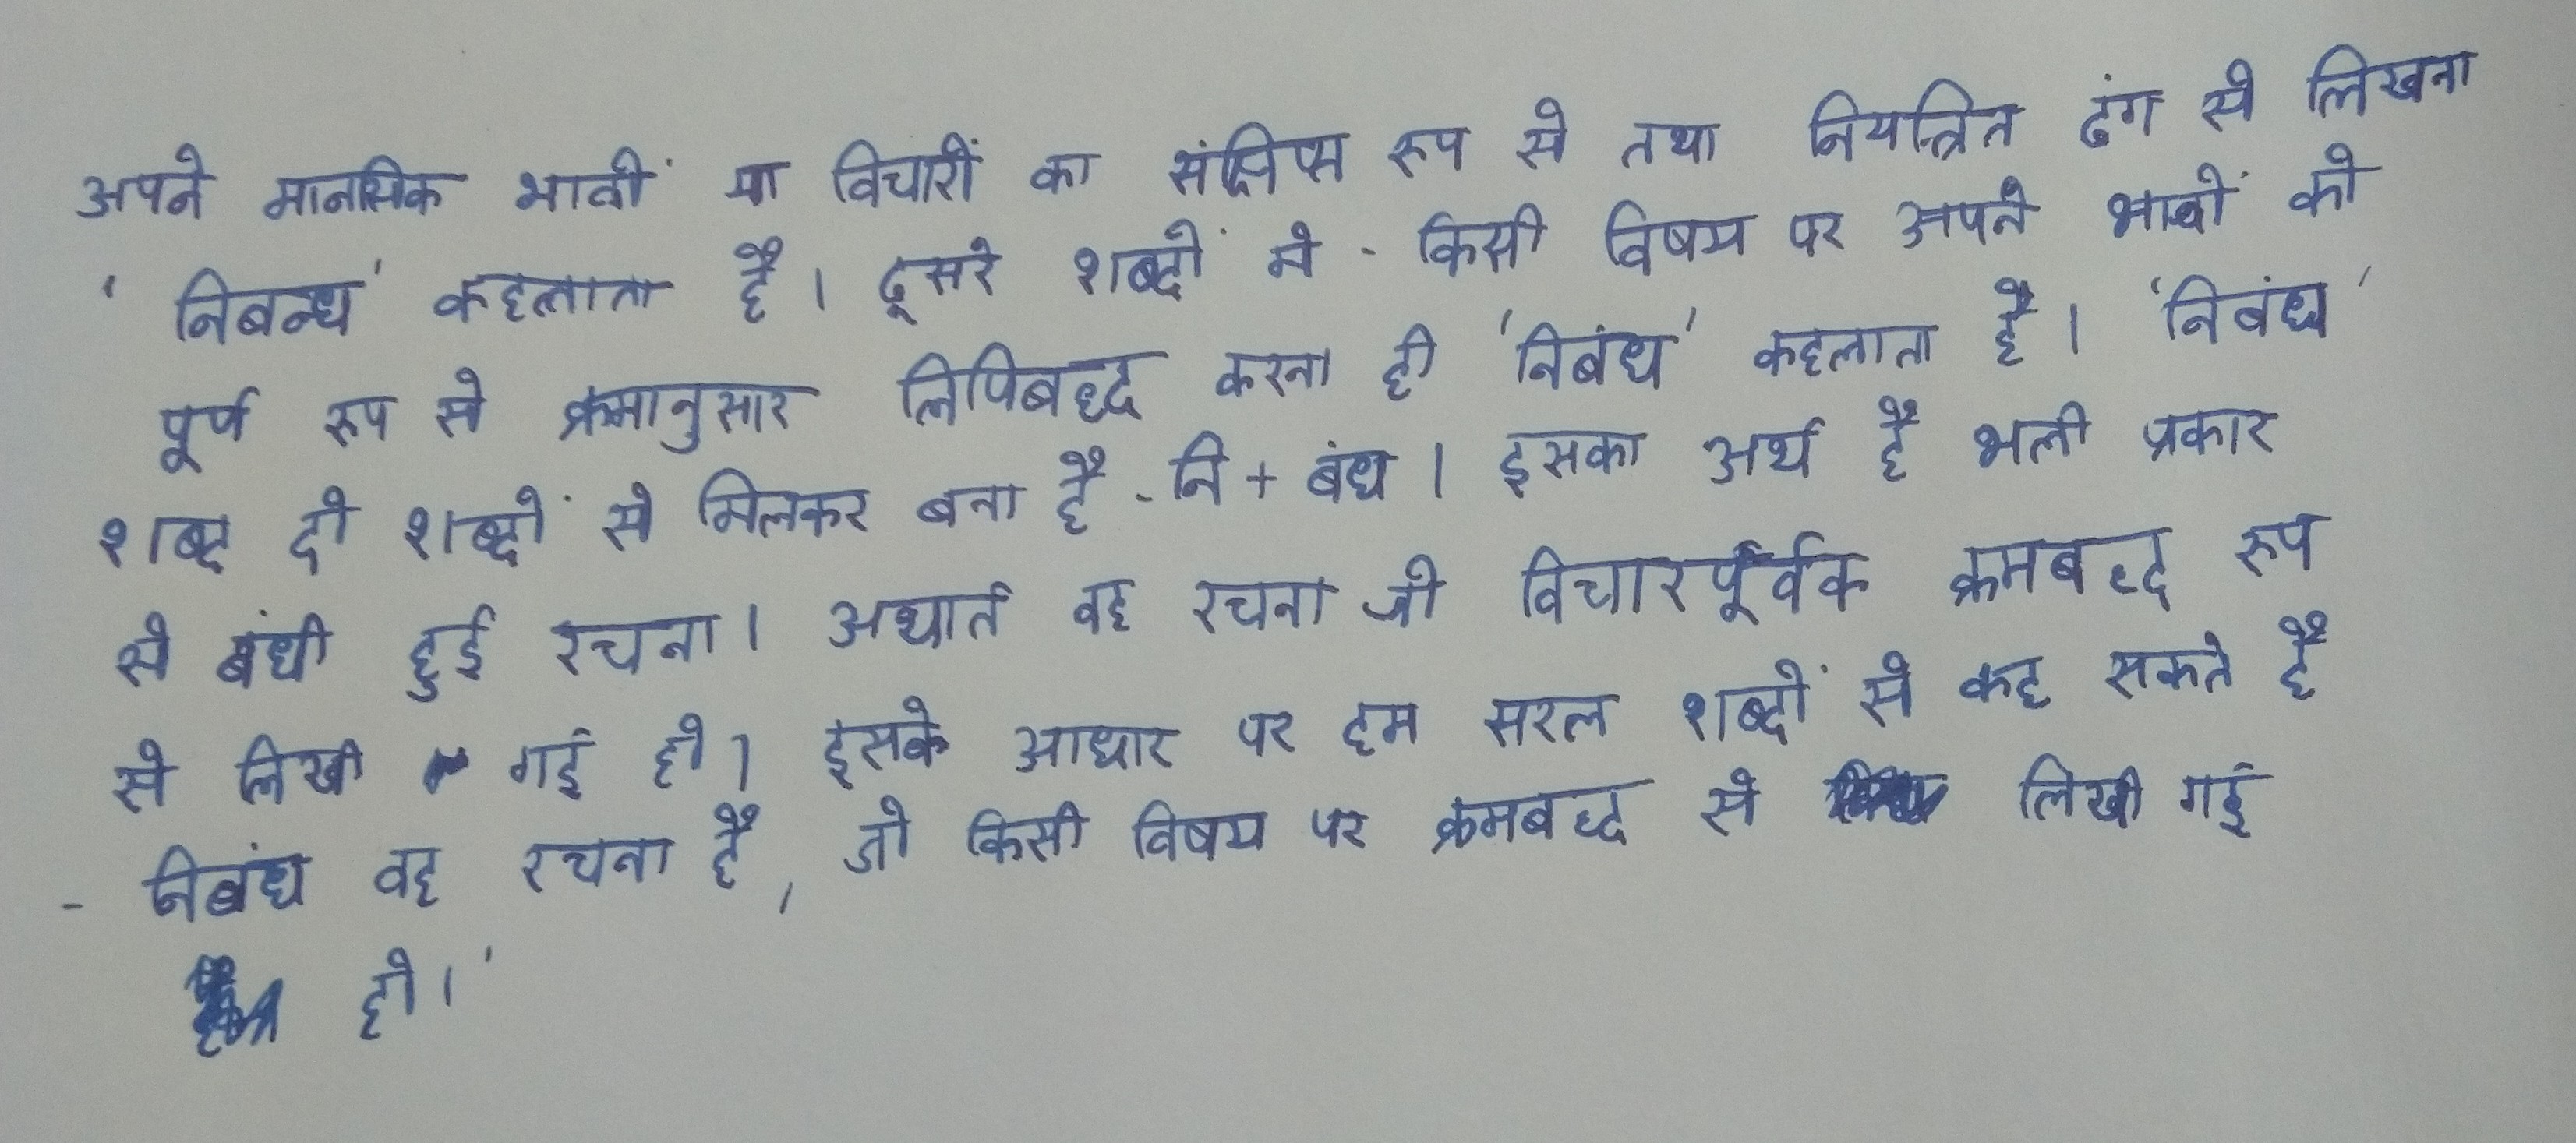 अपने मानसिक भावों या विचारों का संक्षिप्त रूप से तथा नियन्त्रित ढंग से लिखना
' निबन्ध' कहलाता है। दूसरे शब्दों मे - किसी विषय पर अपने भावों को
पूर्ण रूप से क्रमानुसार लिपिबद्ध करना ही 'निबंध' कहलाता है। 'निबंध'
शब्द दो शब्दों से मिलकर बना है - नि + बंध। इसका अर्थ है भली प्रकार
से बंधी हुई रचना। अथार्त वह रचना जो विचारपूर्वक क्रमबद्ध रूप
से लिखी गई हो। इसके आधार पर हम सरल शब्दों से कह सकते है
- निबंध वह रचना है, जो किसी विषय पर क्रमबद्ध से लिखी गई
हो।'